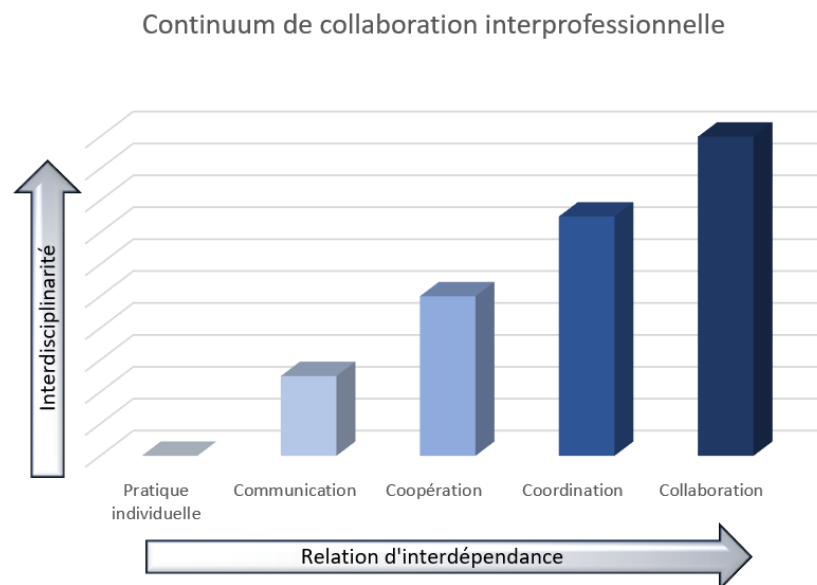 Continuum de collaboration interprofessionnelle
Interdisciplinarité
Pratique
individuelle
Communication
Coopération
Coordination
Collaboration
Relation d'interdépendance